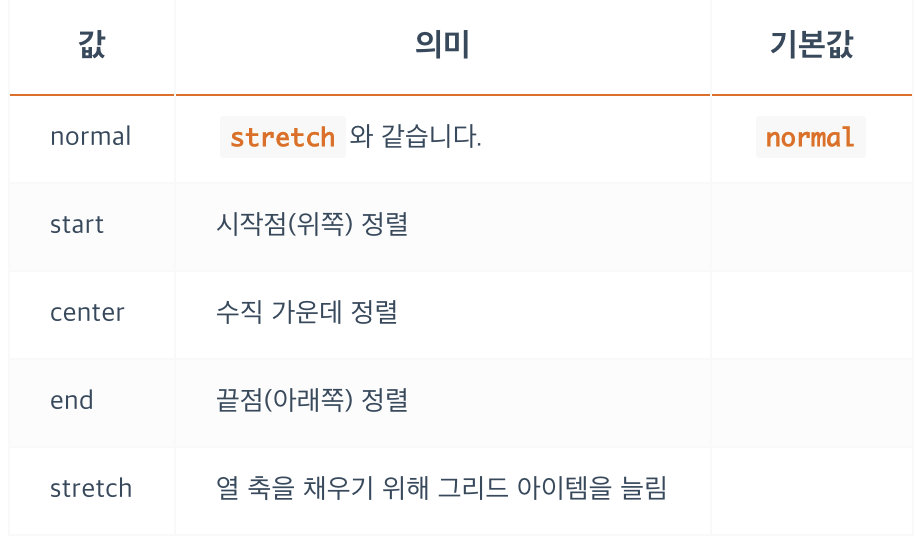 값 의미 기본값
normal stretch 와 같습니다. normal
start 시작점(위쪽) 정렬
center 수직 가운데 정렬
end 끝점(아래쪽) 정렬
stretch 열 축을 채우기 위해 그리드 아이템을 늘림